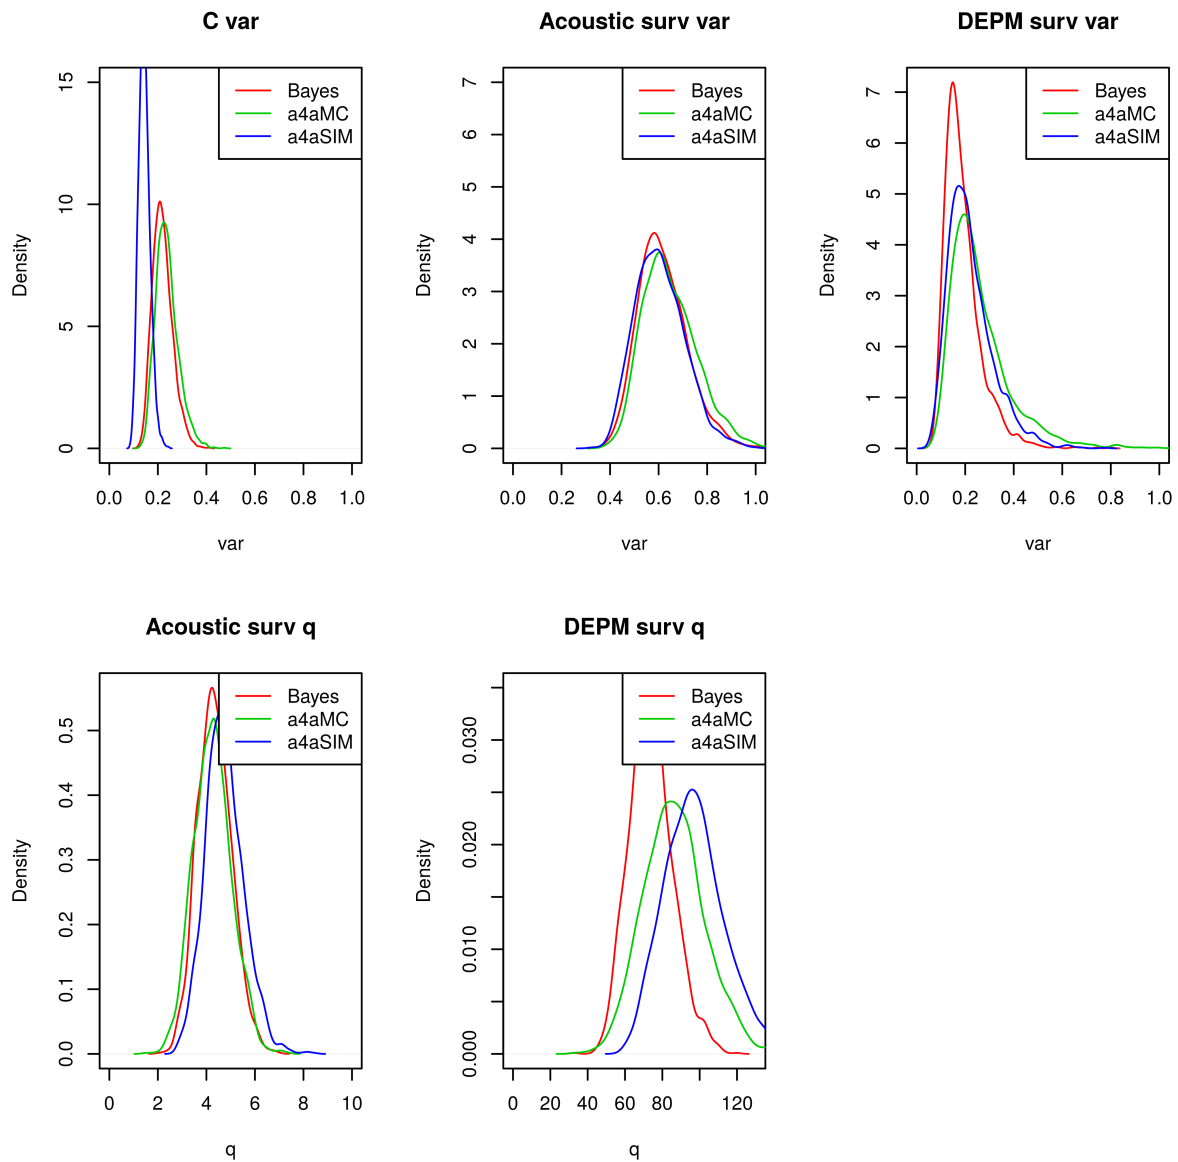 C var
Acoustic surv var
DEPM surv var
Bayes
a4aMC
a4aSIM
Density
0
5
10
15
0.0 0.2 0.4 0.6 0.8 1.0
var
Bayes
a4aMC
a4aSIM
Density
0
1
2
3
4
5
6
7
0.0 0.2 0.4 0.6 0.8 1.0
var
Bayes
a4aMC
a4aSIM
Density
0
1
2
3
4
5
6
7
0.0 0.2 0.4 0.6 0.8 1.0
var
Acoustic surv q
DEPM surv q
Bayes
a4aMC
a4aSIM
Density
0.0
0.1
0.2
0.3
0.4
0.5
0 2 4 6 8 10
q
Bayes
a4aMC
a4aSIM
Density
0.000
0.010
0.020
0.030
0 20 40 60 80 120
q